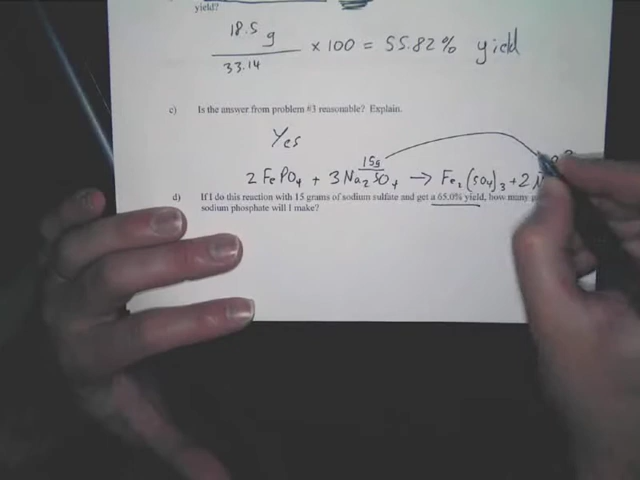 yield?
18.5 g
33.14
× 100 = 55.82% yield
c) Is the answer from problem #3 reasonable? Explain.
Yes
15g
2 FePO4 + 3 Na2SO4 → Fe2(SO4)3 + 2
d) If I do this reaction with 15 grams of sodium sulfate and get a 65.0% yield, how many
sodium phosphate will I make?